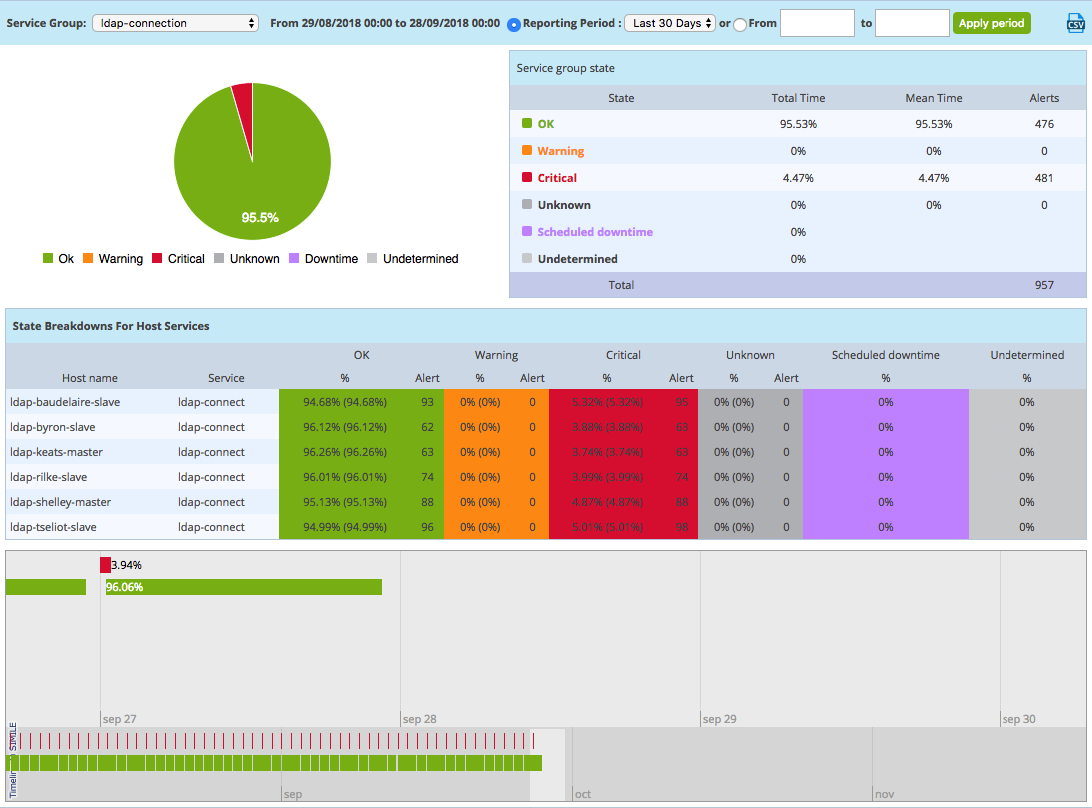 Service Group: ldap-connection From 29/08/2018 00:00 to 28/09/2018 00:00 Reporting Period : Last 30 Days or From to Apply period CSV
Service group state
State Total Time Mean Time Alerts
OK 95.53% 95.53% 476
Warning 0% 0% 0
Critical 4.47% 4.47% 481
Unknown 0% 0% 0
Scheduled downtime 0%
Undetermined 0%
Total 957
95.5%
Ok Warning Critical Unknown Downtime Undetermined
State Breakdowns For Host Services
OK Warning Critical Unknown Scheduled downtime Undetermined
Host name Service % Alert % Alert % Alert % Alert % %
ldap-baudelaire-slave ldap-connect 94.68% (94.68%) 93 0% (0%) 0 5.32% (5.32%) 95 0% (0%) 0 0% 0%
ldap-byron-slave ldap-connect 96.12% (96.12%) 62 0% (0%) 0 3.88% (3.88%) 63 0% (0%) 0 0% 0%
ldap-keats-master ldap-connect 96.26% (96.26%) 63 0% (0%) 0 3.74% (3.74%) 63 0% (0%) 0 0% 0%
ldap-rilke-slave ldap-connect 96.01% (96.01%) 74 0% (0%) 0 3.99% (3.99%) 74 0% (0%) 0 0% 0%
ldap-shelley-master ldap-connect 95.13% (95.13%) 88 0% (0%) 0 4.87% (4.87%) 88 0% (0%) 0 0% 0%
ldap-tseliot-slave ldap-connect 94.99% (94.99%) 96 0% (0%) 0 5.01% (5.01%) 98 0% (0%) 0 0% 0%
3.94%
96.06%
sep 27 sep 28 sep 29 sep 30
Timeline SIMILE
sep oct nov